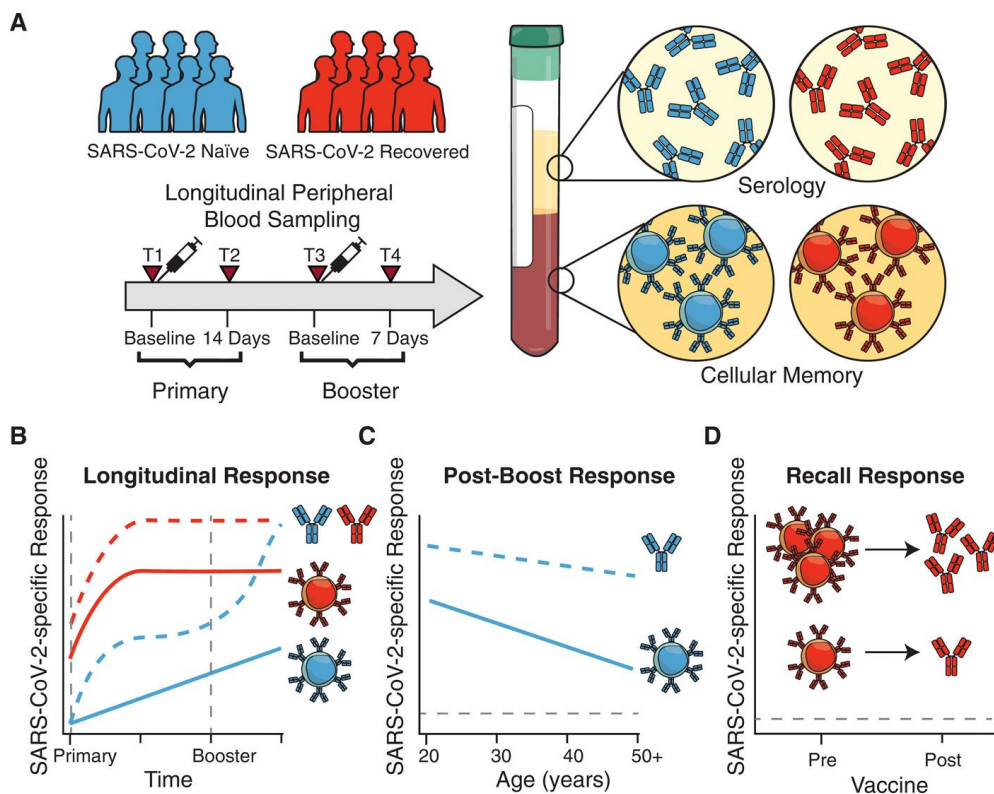 A
SARS-CoV-2 Naïve
SARS-CoV-2 Recovered
Longitudinal Peripheral
Blood Sampling
T1
T2
T3
T4
Baseline
14 Days
Baseline
7 Days
Primary
Booster
Serology
Cellular Memory
B
Longitudinal Response
SARS-CoV-2-specific Response
Primary
Booster
Time
C
Post-Boost Response
SARS-CoV-2-specific Response
20
30
40
50+
Age (years)
D
Recall Response
SARS-CoV-2-specific Response
Pre
Post
Vaccine